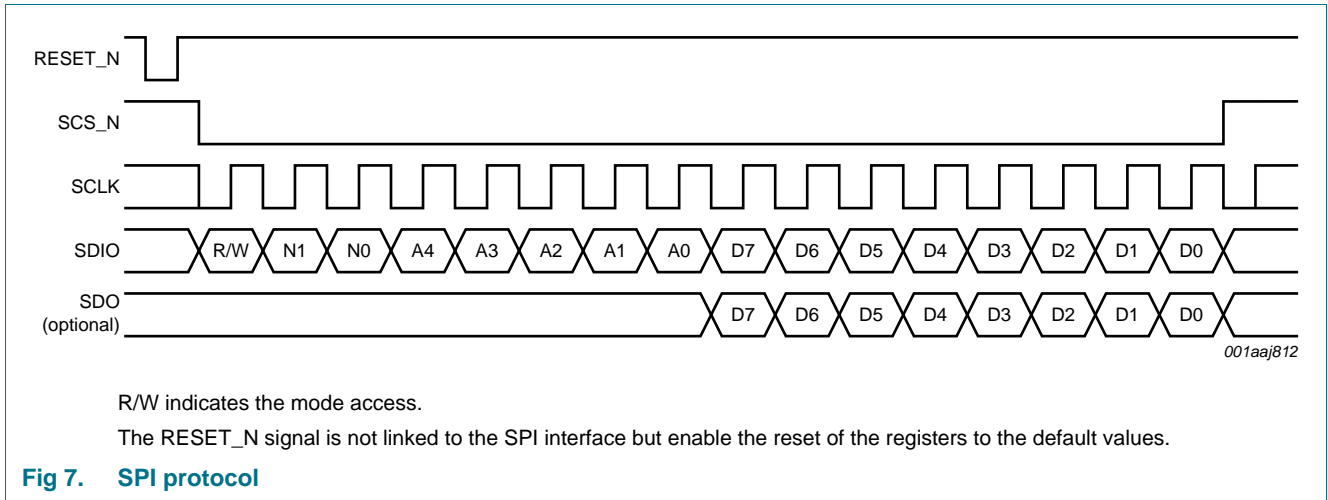 RESET_N
SCS_N
SCLK
SDIO R/W N1 N0 A4 A3 A2 A1 A0 D7 D6 D5 D4 D3 D2 D1 D0
SDO
(optional)
D7 D6 D5 D4 D3 D2 D1 D0
001aaj812
R/W indicates the mode access.
The RESET_N signal is not linked to the SPI interface but enable the reset of the registers to the default values.
Fig 7. SPI protocol